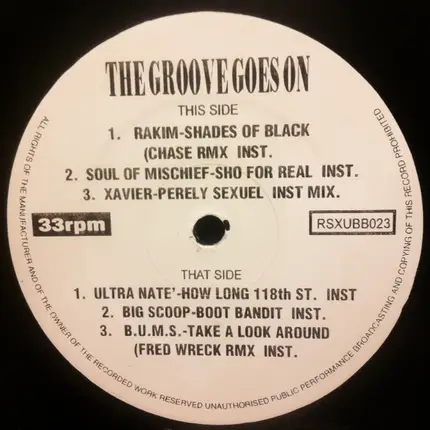 THE GROOVE GOES ON
THIS SIDE
1. RAKIM-SHADES OF BLACK
(CHASE RMX INST.
2. SOUL OF MISCHIEF-SHO FOR REAL INST.
3. XAVIER-PERELY SEXUEL INST MIX.
33rpm
RSXUBB023
THAT SIDE
1. ULTRA NATE'-HOW LONG 118th ST. INST
2. BIG SCOOP-BOOT BANDIT INST.
3. B.U.M.S.-TAKE A LOOK AROUND
(FRED WRECK RMX INST.
ALL RIGHTS OF THE MANUFACTURER AND OF THE OWNER OF THE RECORDED WORK RESERVED UNAUTHORISED PUBLIC PERFORMANCE BROADCASTING AND COPYING OF THIS RECORD PROHIBITED